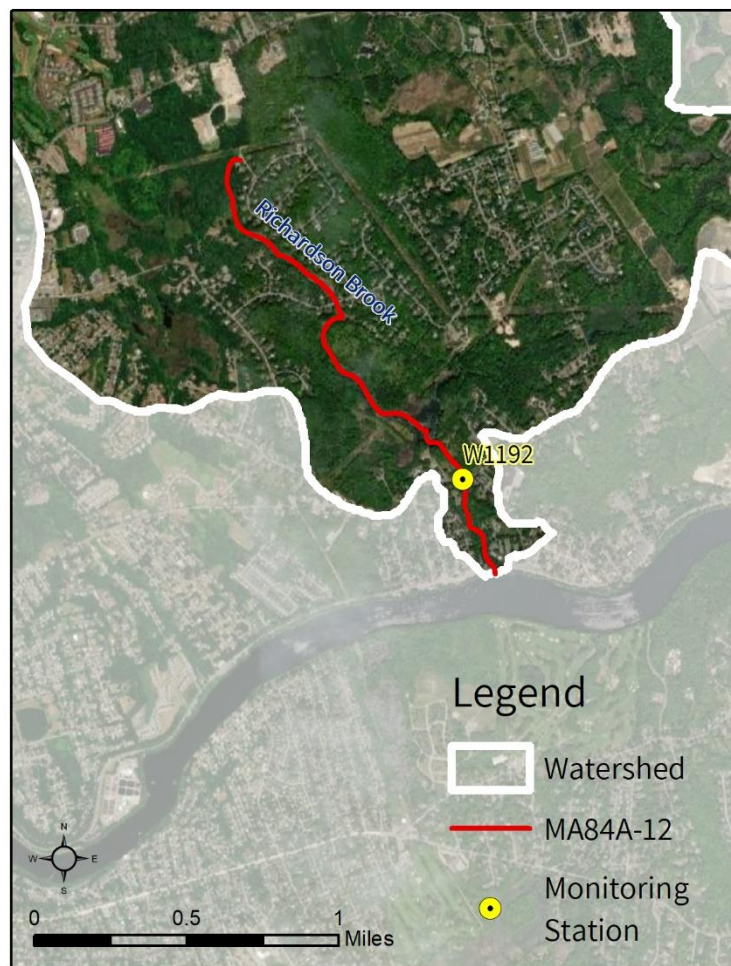 Richardson Brook
W1192
Legend
Watershed
MA84A-12
Monitoring
Station
N
W E
S
0 0.5 1
Miles